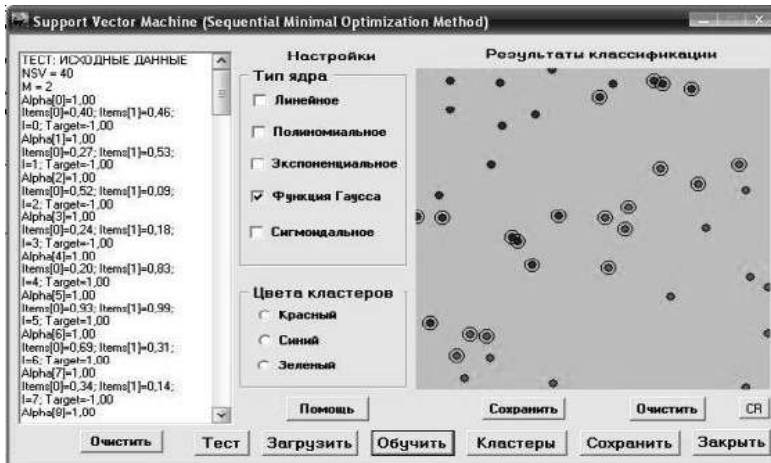 Support Vector Machine (Sequential Minimal Optimization Method)
ТЕСТ: ИСХОДНЫЕ ДАННЫЕ
NSV = 40
M = 2
Alpha[0]=1,00
Items[0]=0,40; Items[1]=0,46;
I=0; Target=-1,00
Alpha[1]=1,00
Items[0]=0,27; Items[1]=0,53;
I=1; Target=-1,00
Alpha[2]=1,00
Items[0]=0,52; Items[1]=0,09;
I=2; Target=-1,00
Alpha[3]=1,00
Items[0]=0,24; Items[1]=0,18;
I=3; Target=-1,00
Alpha[4]=1,00
Items[0]=0,20; Items[1]=0,83;
I=4; Target=1,00
Alpha[5]=1,00
Items[0]=0,93; Items[1]=0,99;
I=5; Target=1,00
Alpha[6]=1,00
Items[0]=0,69; Items[1]=0,31;
I=6; Target=1,00
Alpha[7]=1,00
Items[0]=0,34; Items[1]=0,14;
I=7; Target=-1,00
Alpha[8]=1,00
Настройки
Тип ядра
Линейное
Полиномиальное
Экспоненциальное
Функция Гаусса
Сигмоидальное
Цвета кластеров
Красный
Синий
Зеленый
Результаты классификации
Помощь
Сохранить
Очистить
CR
Очистить
Тест
Загрузить
Обучить
Кластеры
Сохранить
Закрыть